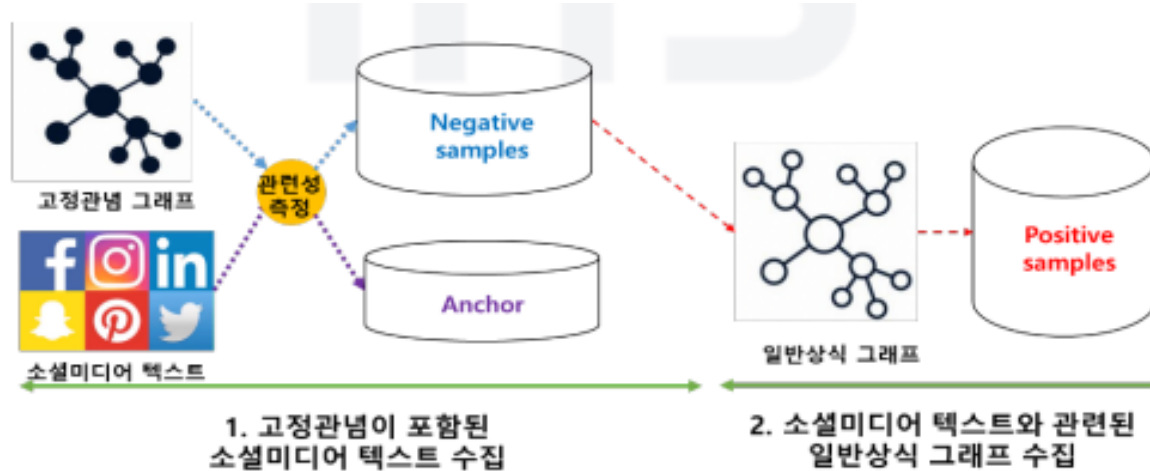 고정관념 그래프
소셜미디어 텍스트
관련성
측정
Negative
samples
Anchor
일반상식 그래프
Positive
samples
1. 고정관념이 포함된
소셜미디어 텍스트 수집
2. 소셜미디어 텍스트와 관련된
일반상식 그래프 수집